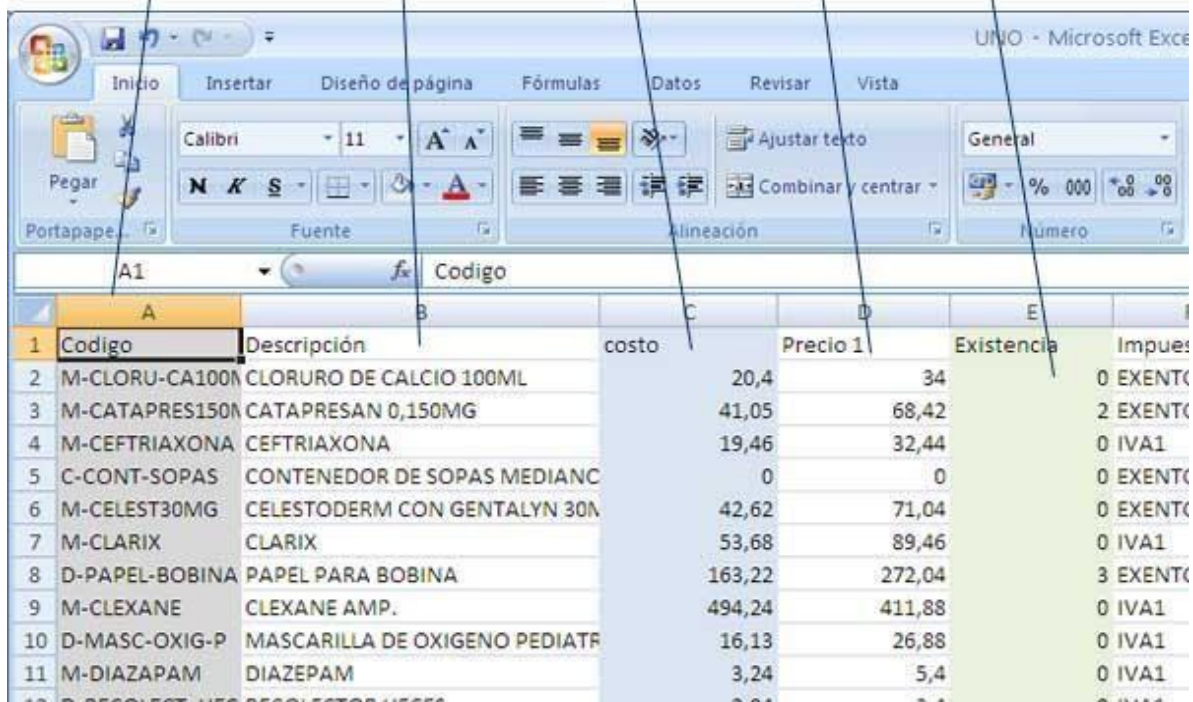 UNO - Microsoft Exce
Inicio Insertar Diseño de página Fórmulas Datos Revisar Vista
Calibri 11 A A Ajustar texto General
Pegar N K S A Combinar y centrar % 000
Portapape... Fuente Alineación Número
A1 fx Codigo
A B C D E
1 Codigo Descripción costo Precio 1 Existencia Impues
2 M-CLORU-CA100M CLORURO DE CALCIO 100ML 20,4 34 0 EXENTO
3 M-CATAPRES150M CATAPRESAN 0,150MG 41,05 68,42 2 EXENTO
4 M-CEFTRIAXONA CEFTRIAXONA 19,46 32,44 0 IVA1
5 C-CONT-SOPAS CONTENEDOR DE SOPAS MEDIANO 0 0 0 EXENTO
6 M-CELEST30MG CELESTODERM CON GENTALYN 30M 42,62 71,04 0 EXENTO
7 M-CLARIX CLARIX 53,68 89,46 0 IVA1
8 D-PAPEL-BOBINA PAPEL PARA BOBINA 163,22 272,04 3 EXENTO
9 M-CLEXANE CLEXANE AMP. 494,24 411,88 0 IVA1
10 D-MASC-OXIG-P MASCARILLA DE OXIGENO PEDIATR 16,13 26,88 0 IVA1
11 M-DIAZAPAM DIAZEPAM 3,24 5,4 0 IVA1